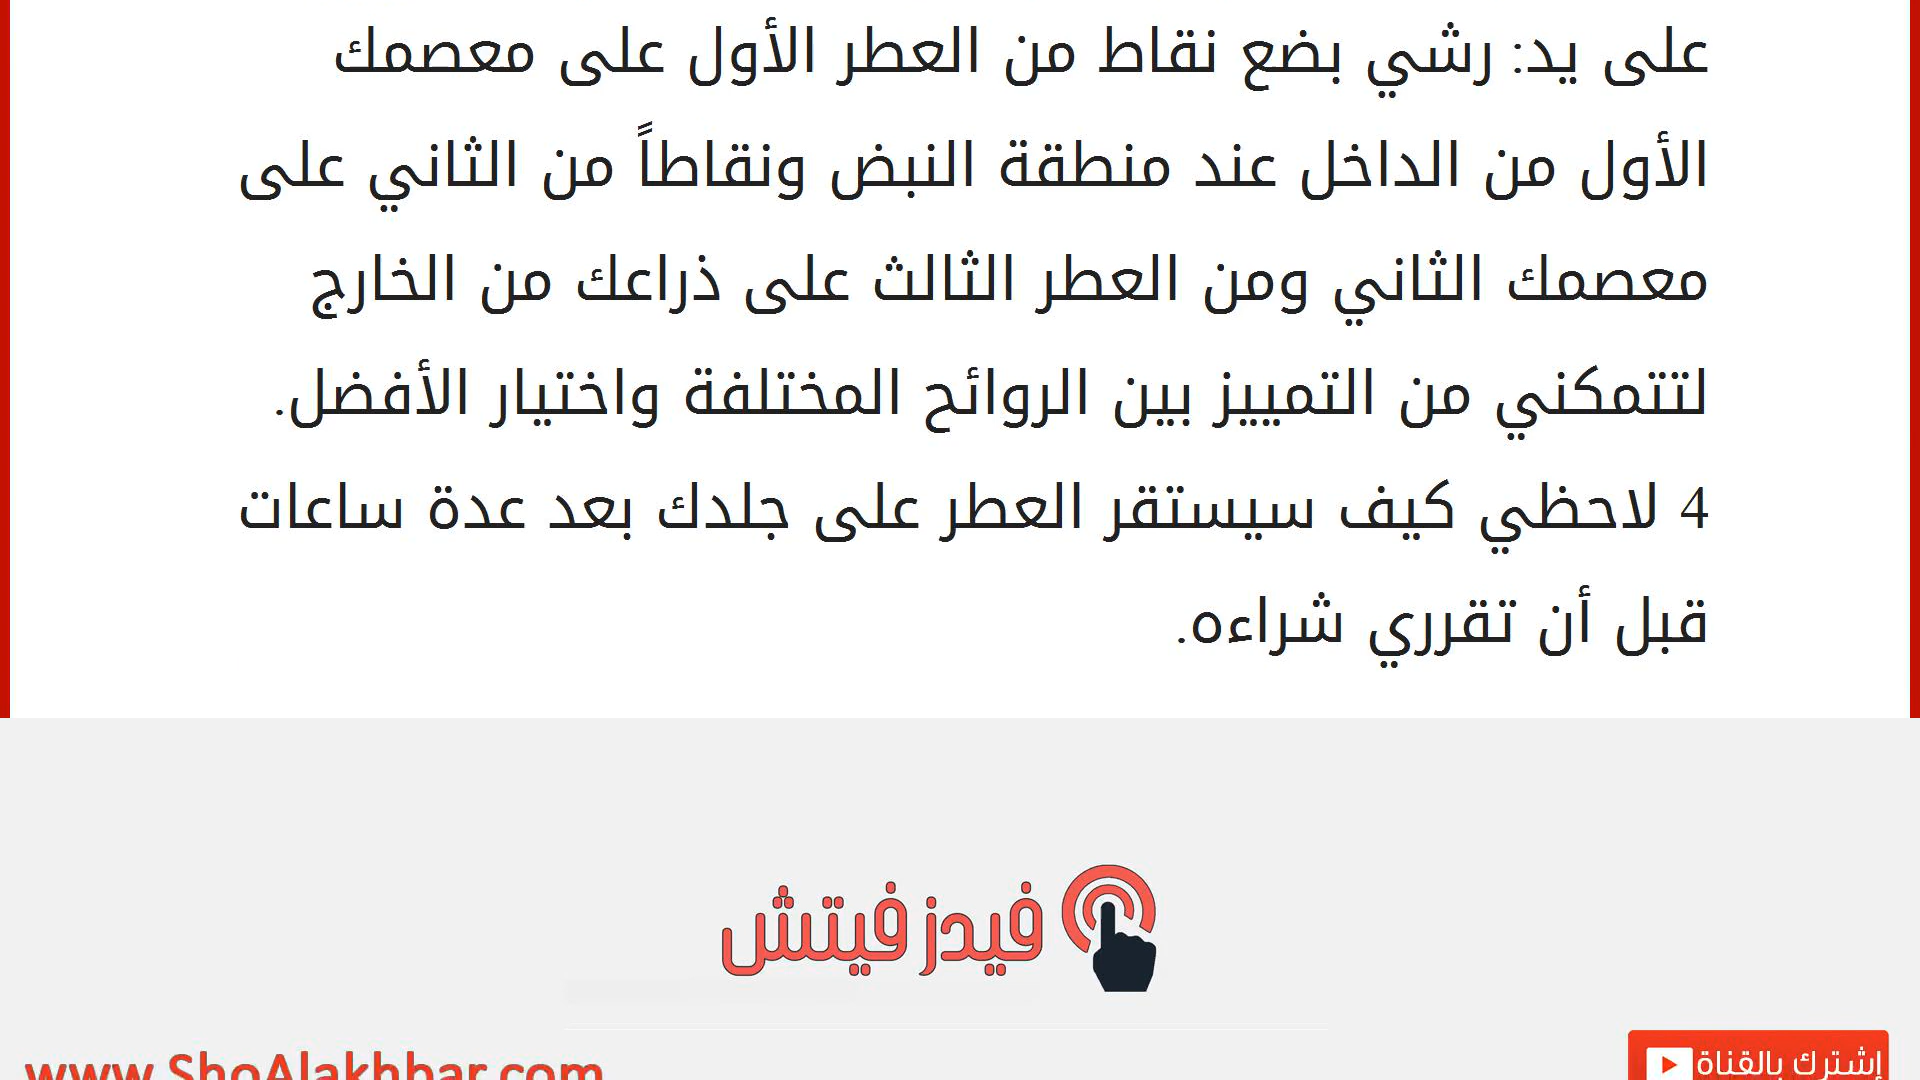 على يد: رشي بضع نقاط من العطر الأول على معصمك
الأول من الداخل عند منطقة النبض ونقاطاً من الثاني على
معصمك الثاني ومن العطر الثالث على ذراعك من الخارج
لتتمكني من التمييز بين الروائح المختلفة واختيار الأفضل.
4 لاحظي كيف سيستقر العطر على جلدك بعد عدة ساعات
قبل أن تقرري شراءه.
فيدز فيتش
www.ShoAlakhbar.com
إشترك بالقناة